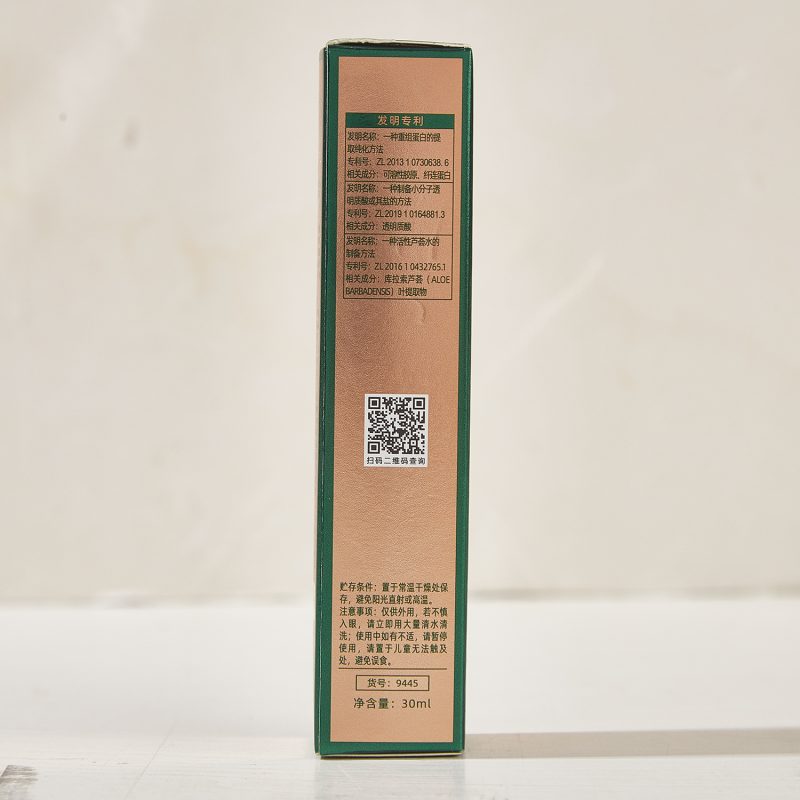 发明专利
发明名称：一种重组蛋白的提
取纯化方法
专利号：ZL 2013 1 0730638. 6
相关成分：可溶性胶原、纤连蛋白
发明名称：一种制备小分子透
明质酸或其盐的方法
专利号：ZL 2019 1 0164881.3
相关成分：透明质酸
发明名称：一种活性芦荟水的
制备方法
专利号：ZL 2016 1 0432765.1
相关成分：库拉索芦荟（ALOE
BARBADENSIS）叶提取物
扫码二维码查询
贮存条件：置于常温干燥处保
存，避免阳光直射或高温。
注意事项：仅供外用，若不慎
入眼，请立即用大量清水清
洗；使用中如有不适，请暂停
使用，请置于儿童无法触及
处，避免误食。
货号：9445
净含量：30ml